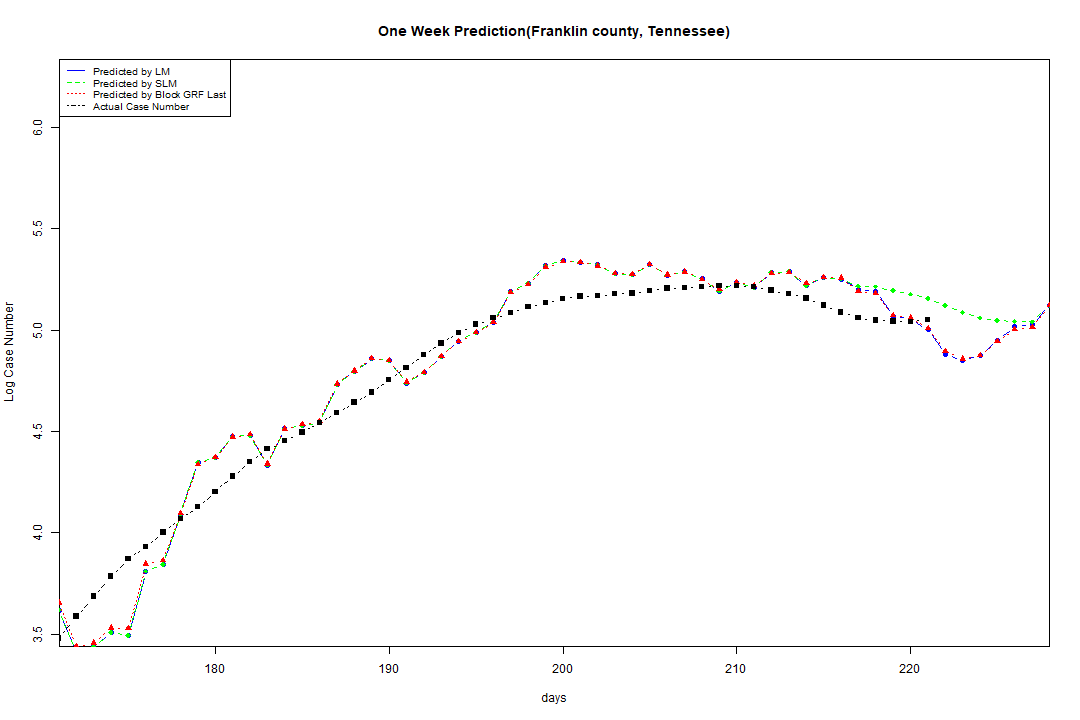 One Week Prediction(Franklin county, Tennessee)
Predicted by LM
Predicted by SLM
Predicted by Block GRF Last
Actual Case Number
6.0
5.5
5.0
4.5
4.0
3.5
Log Case Number
180 190 200 210 220
days